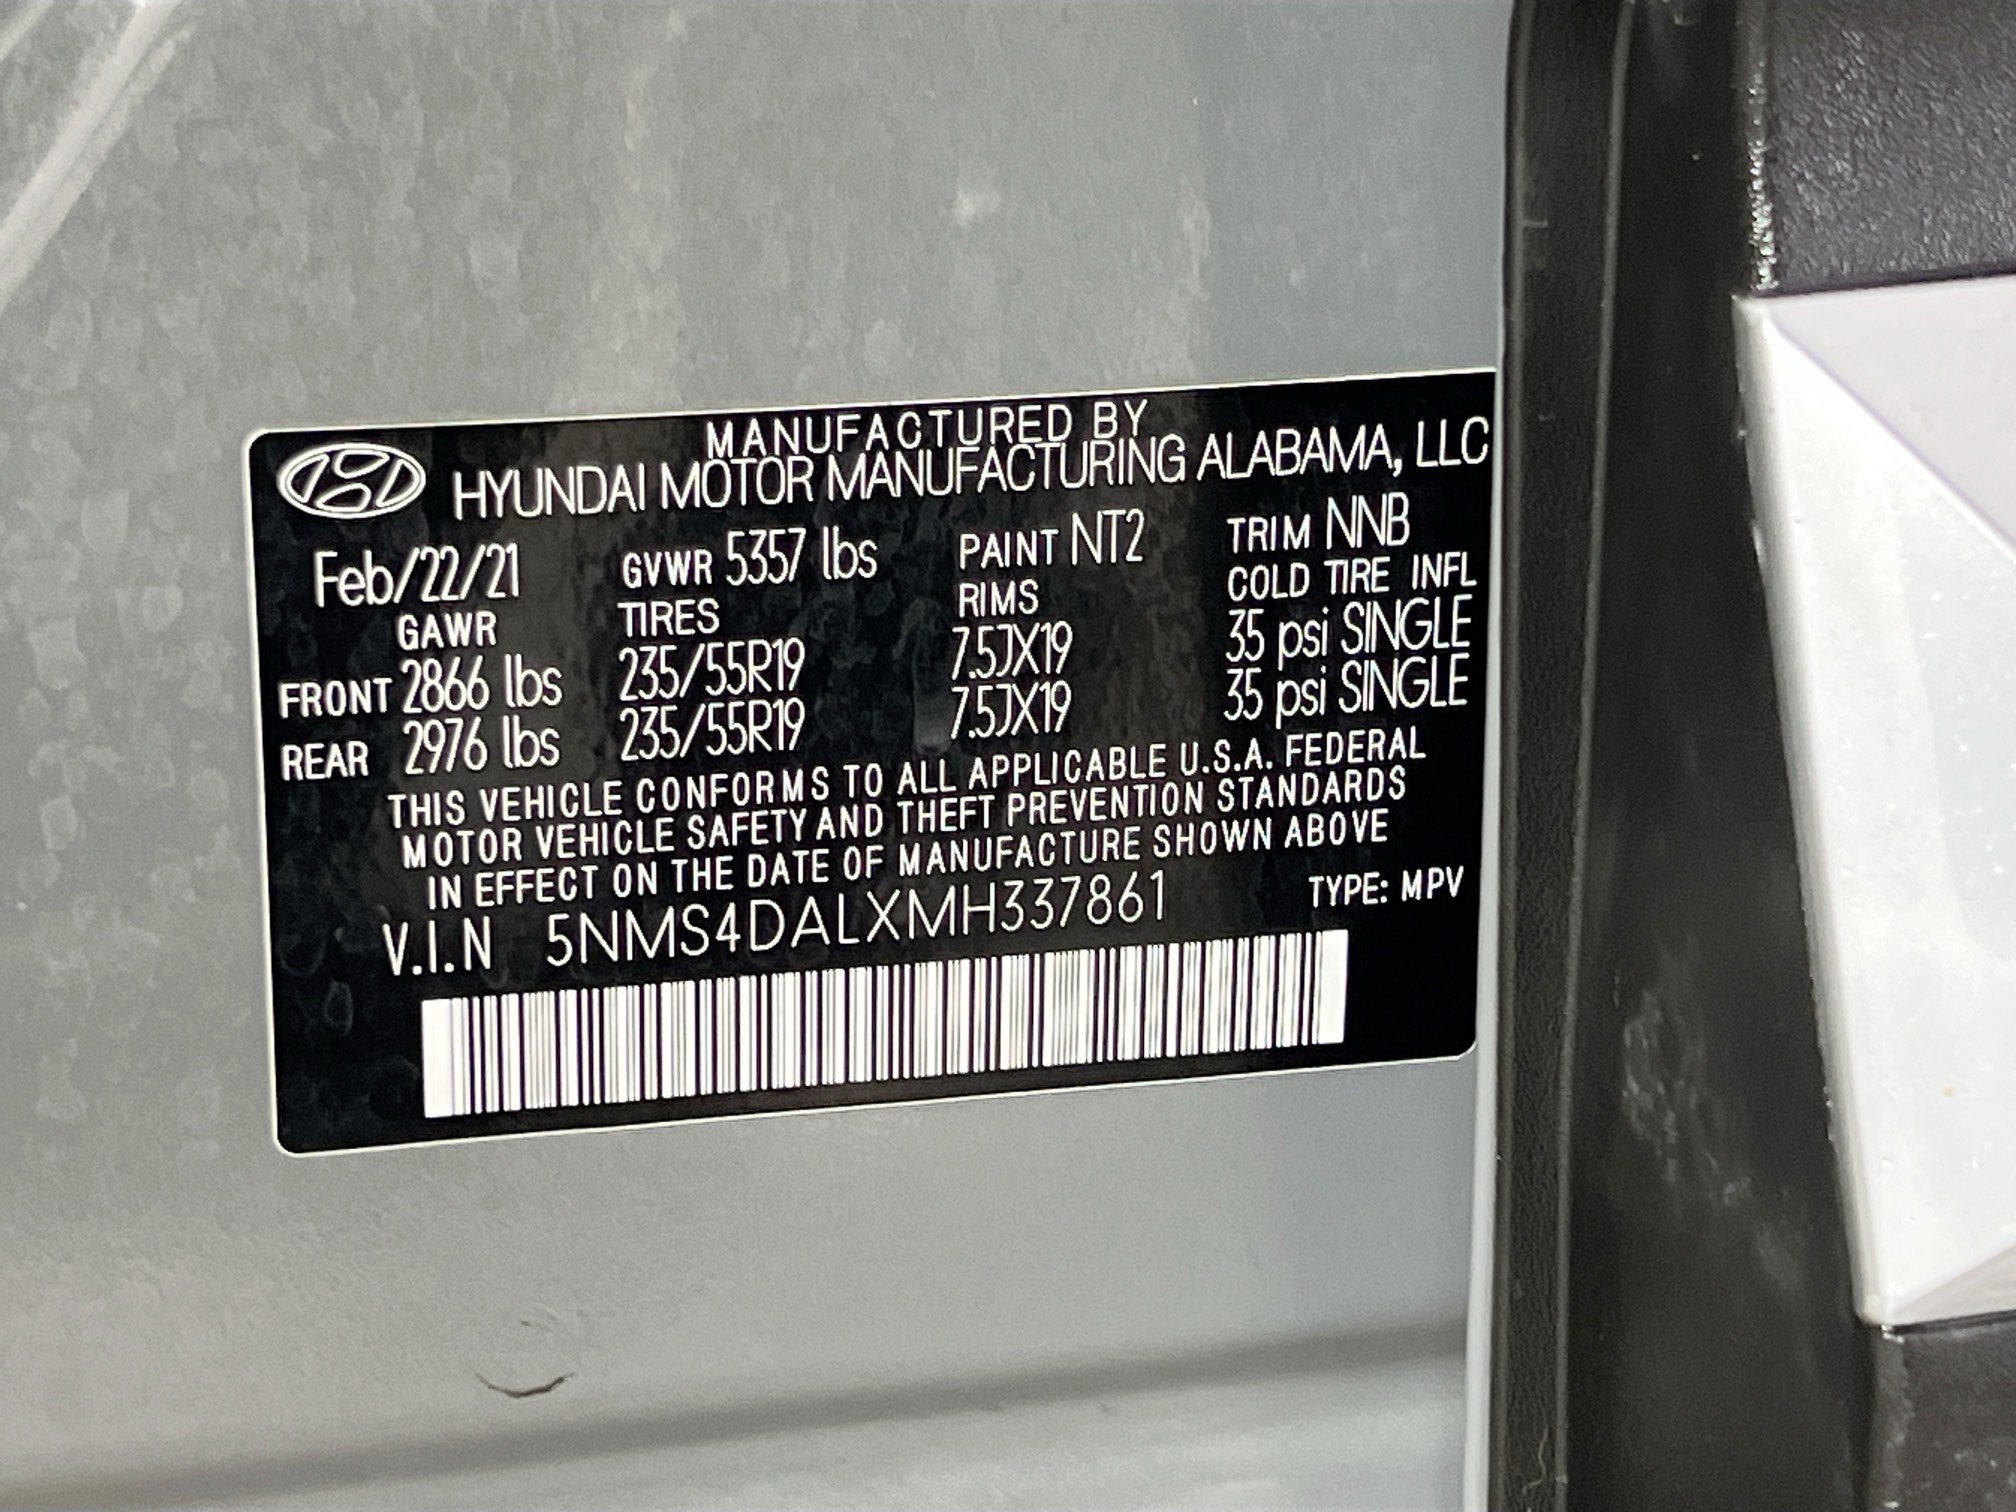 MANUFACTURED BY
HYUNDAI MOTOR MANUFACTURING ALABAMA, LLC
Feb/22/21 GVWR 5357 lbs PAINT NT2 TRIM NNB
GAWR TIRES RIMS COLD TIRE INFL
FRONT 2866 lbs 235/55R19 7.5JX19 35 psi SINGLE
REAR 2976 lbs 235/55R19 7.5JX19 35 psi SINGLE
THIS VEHICLE CONFORMS TO ALL APPLICABLE U.S.A. FEDERAL
MOTOR VEHICLE SAFETY AND THEFT PREVENTION STANDARDS
IN EFFECT ON THE DATE OF MANUFACTURE SHOWN ABOVE
V.I.N 5NMS4DALXMH337861 TYPE: MPV